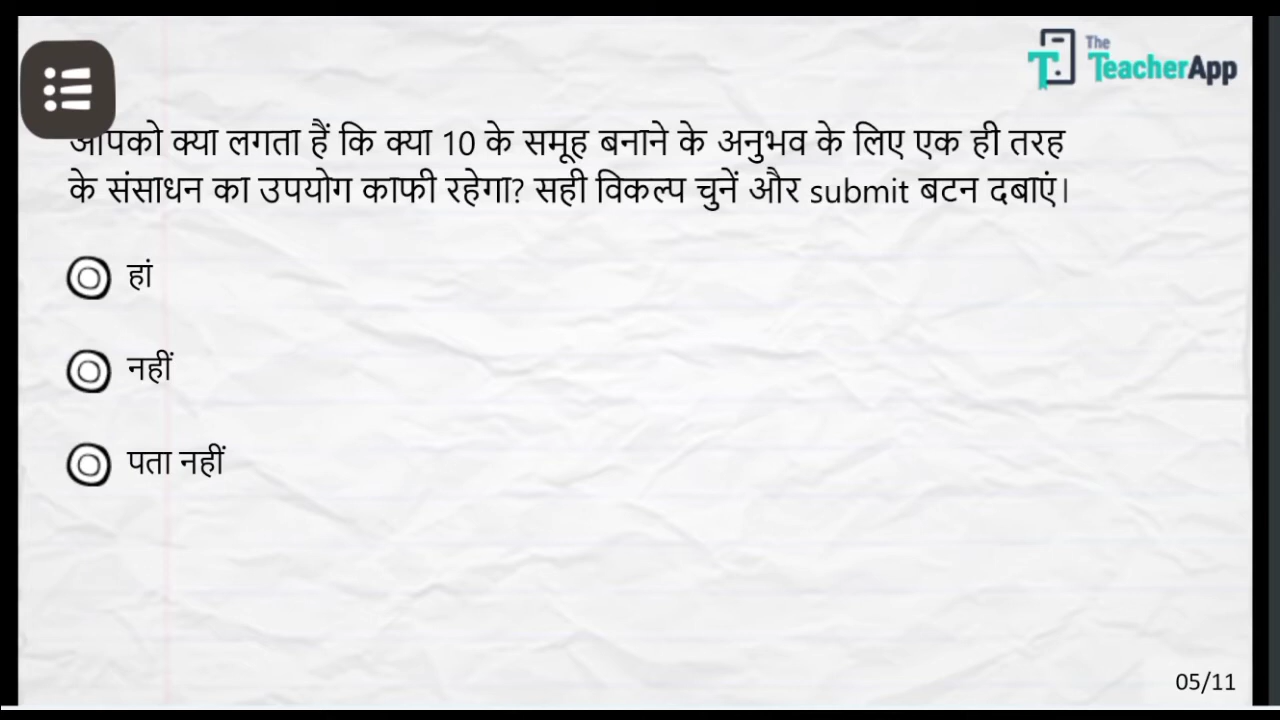 The
TeacherApp
आपको क्या लगता हैं कि क्या 10 के समूह बनाने के अनुभव के लिए एक ही तरह
के संसाधन का उपयोग काफी रहेगा? सही विकल्प चुनें और submit बटन दबाएं।
हां
नहीं
पता नहीं
05/11